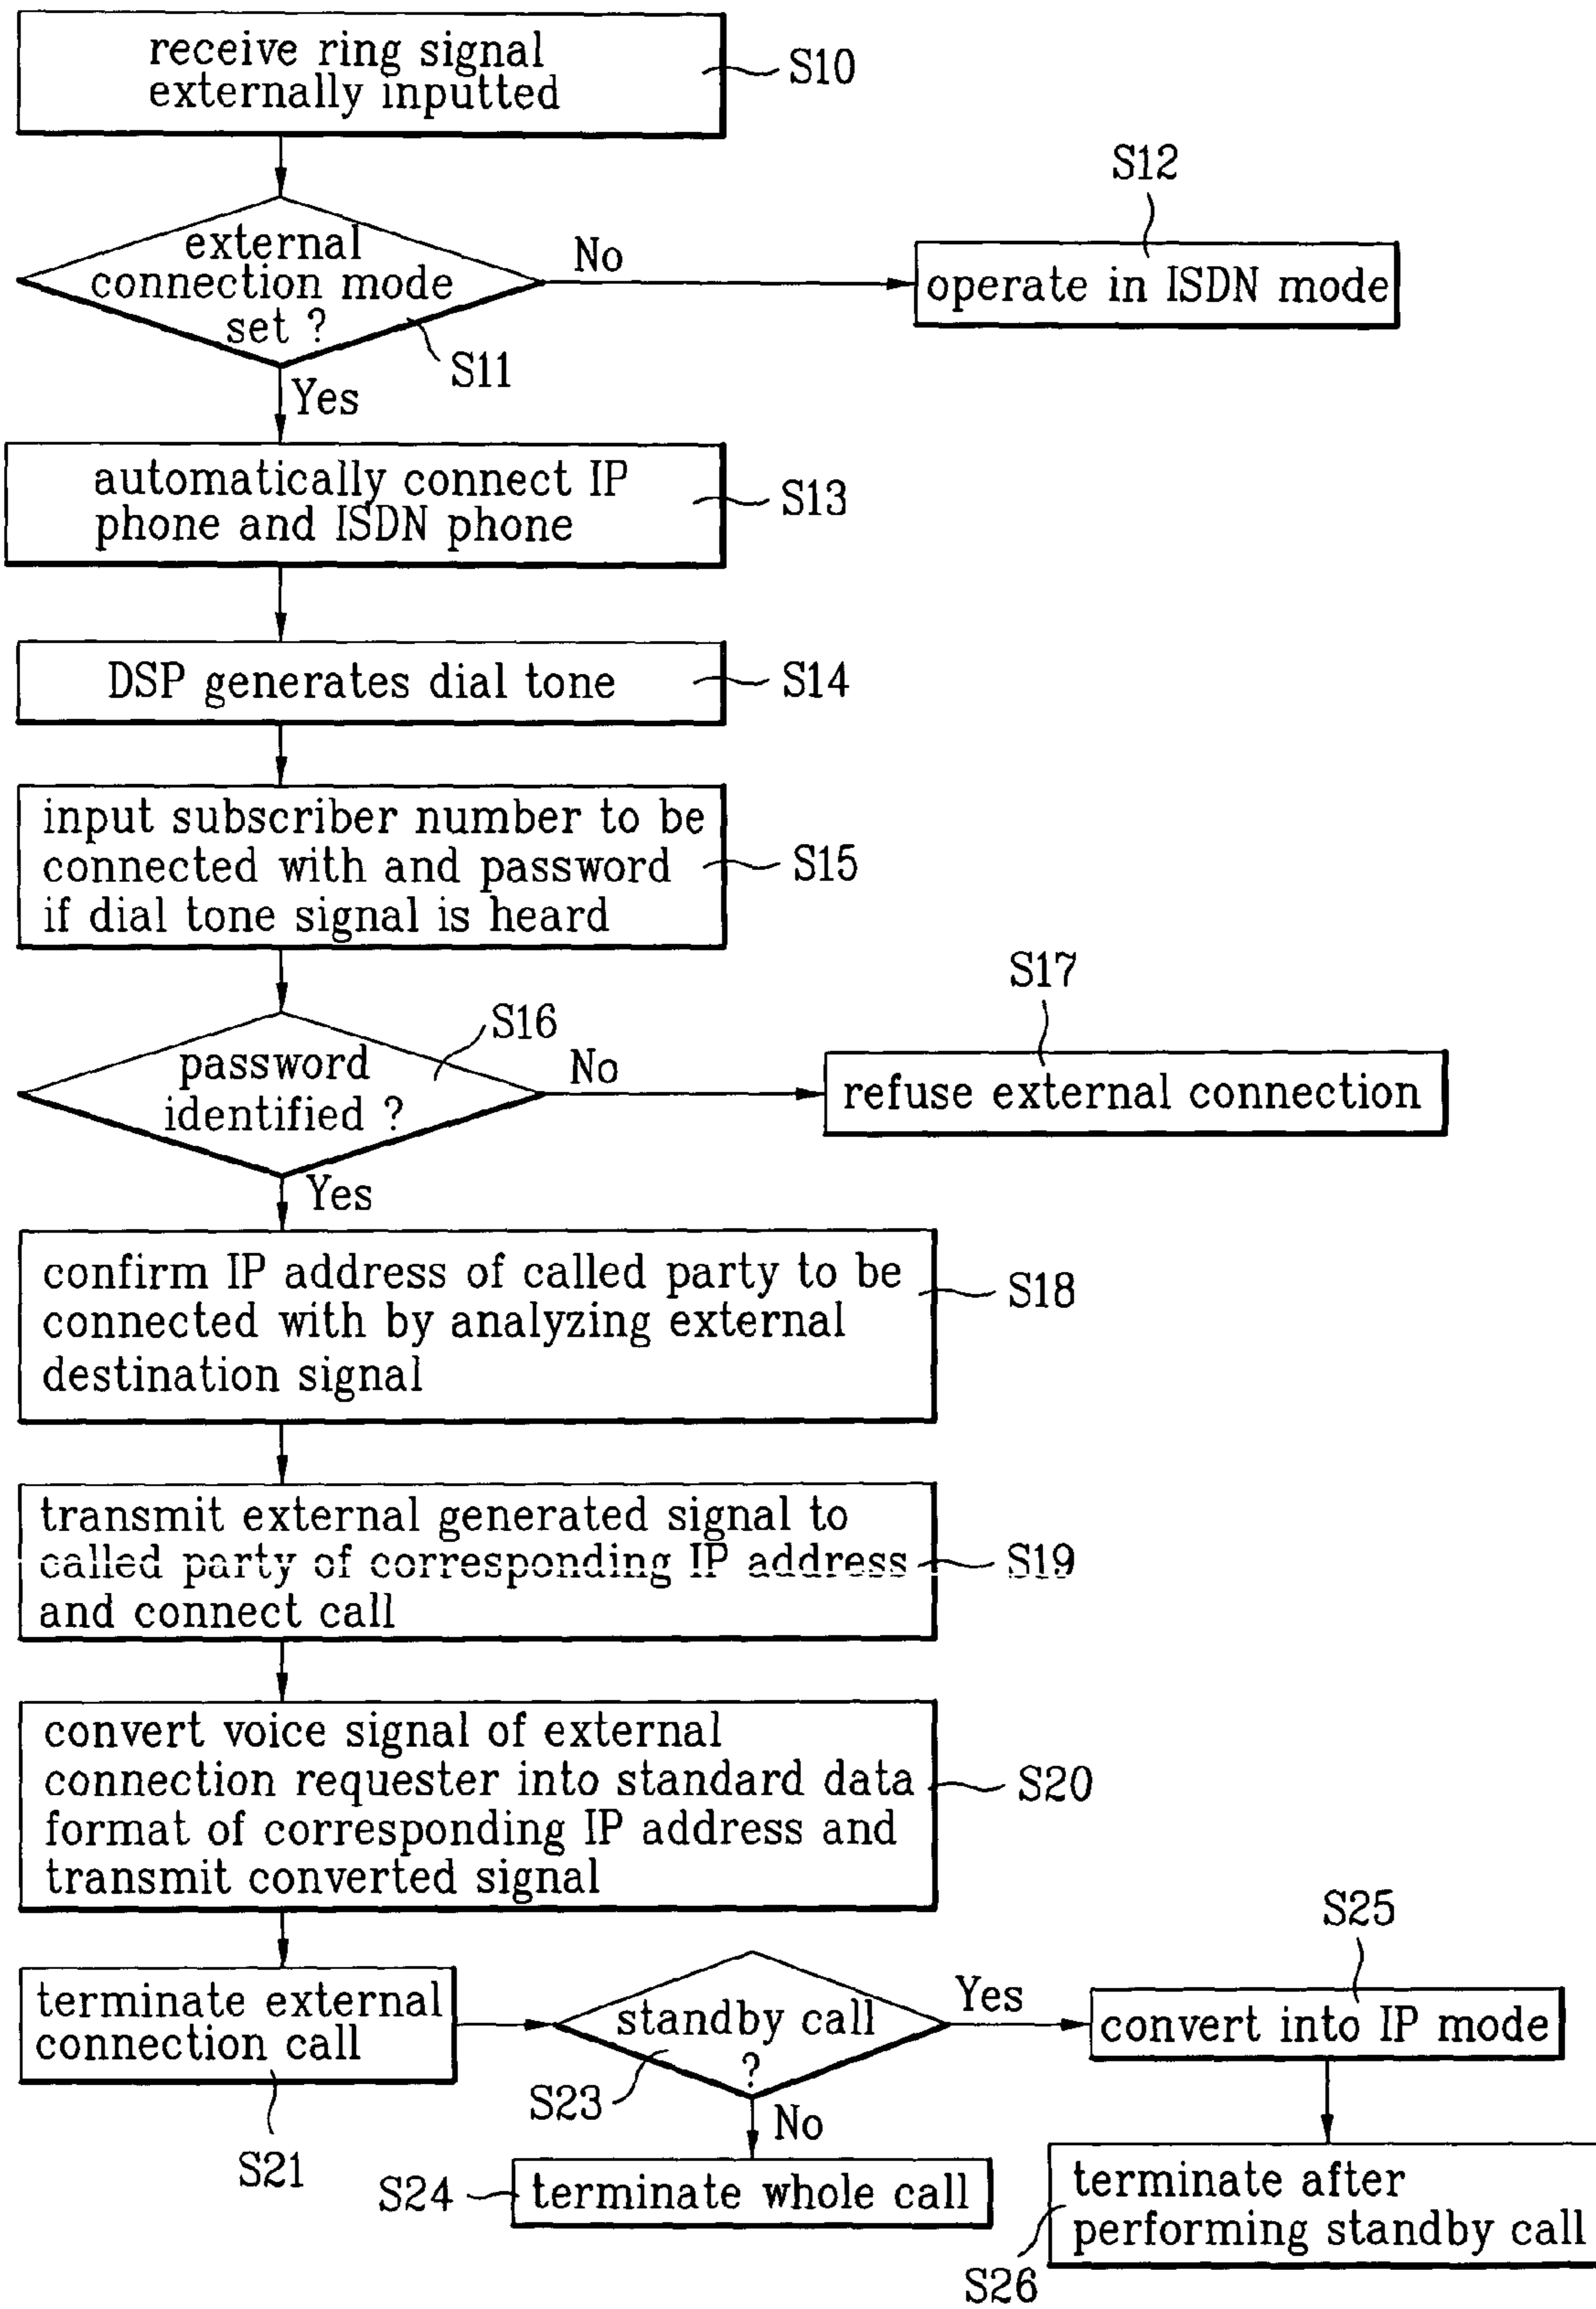 receive ring signal
externally inputted
S10
S12
external
connection mode
set ?
No
operate in ISDN mode
S11
Yes
automatically connect IP
phone and ISDN phone
S13
DSP generates dial tone
S14
input subscriber number to be
connected with and password
if dial tone signal is heard
S15
S17
S16
password
identified ?
No
refuse external connection
Yes
confirm IP address of called party to be
connected with by analyzing external
destination signal
S18
transmit external generated signal to
called party of corresponding IP address
and connect call
S19
convert voice signal of external
connection requester into standard data
format of corresponding IP address and
transmit converted signal
S20
S25
terminate external
connection call
standby call
?
Yes
convert into IP mode
S23
No
S21
S24
terminate whole call
terminate after
performing standby call
S26